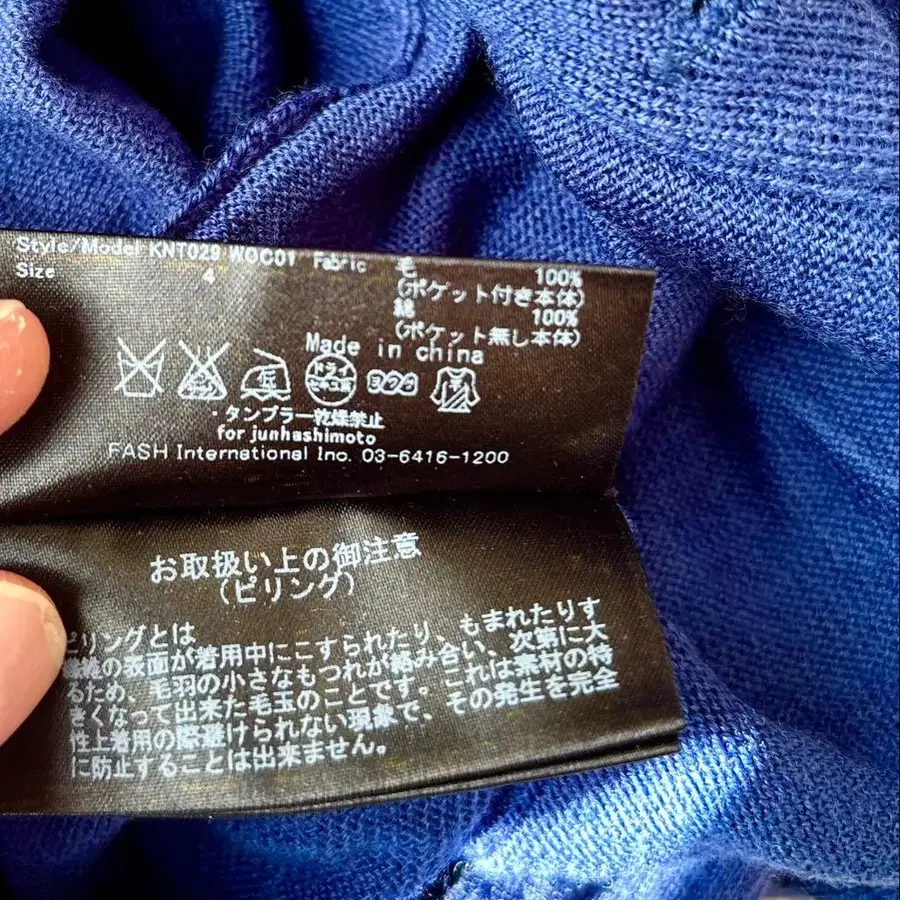 Style/Model KNT029 WOC01 Fabric 毛 100%
Size 4 (ポケット付き本体)
綿 100%
(ポケット無し本体)
Made in china
ドライ
セキユ系
ヨワク
・タンブラー乾燥禁止
for junhashimoto
FASH International Inc. 03-6416-1200
お取扱い上の御注意
(ピリング)
ピリングとは
繊維の表面が着用中にこすられたり、もまれたりす
るため、毛羽の小さなもつれが絡み合い、次第に大
きくなって出来た毛玉のことです。これは素材の特
性上着用の際避けられない現象で、その発生を完全
に防止することは出来ません。